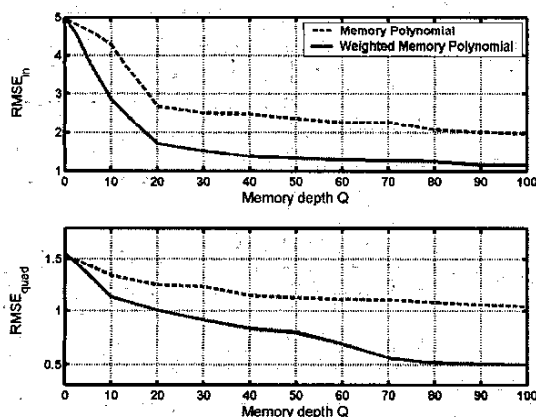 Memory Polynomial
Weighted Memory Polynomial
RMSE_in
5
4
3
2
1
0 10 20 30 40 50 60 70 80 90 100
Memory depth Q
RMSE_quad
1.5
1
0.5
0 10 20 30 40 50 60 70 80 90 100
Memory depth Q